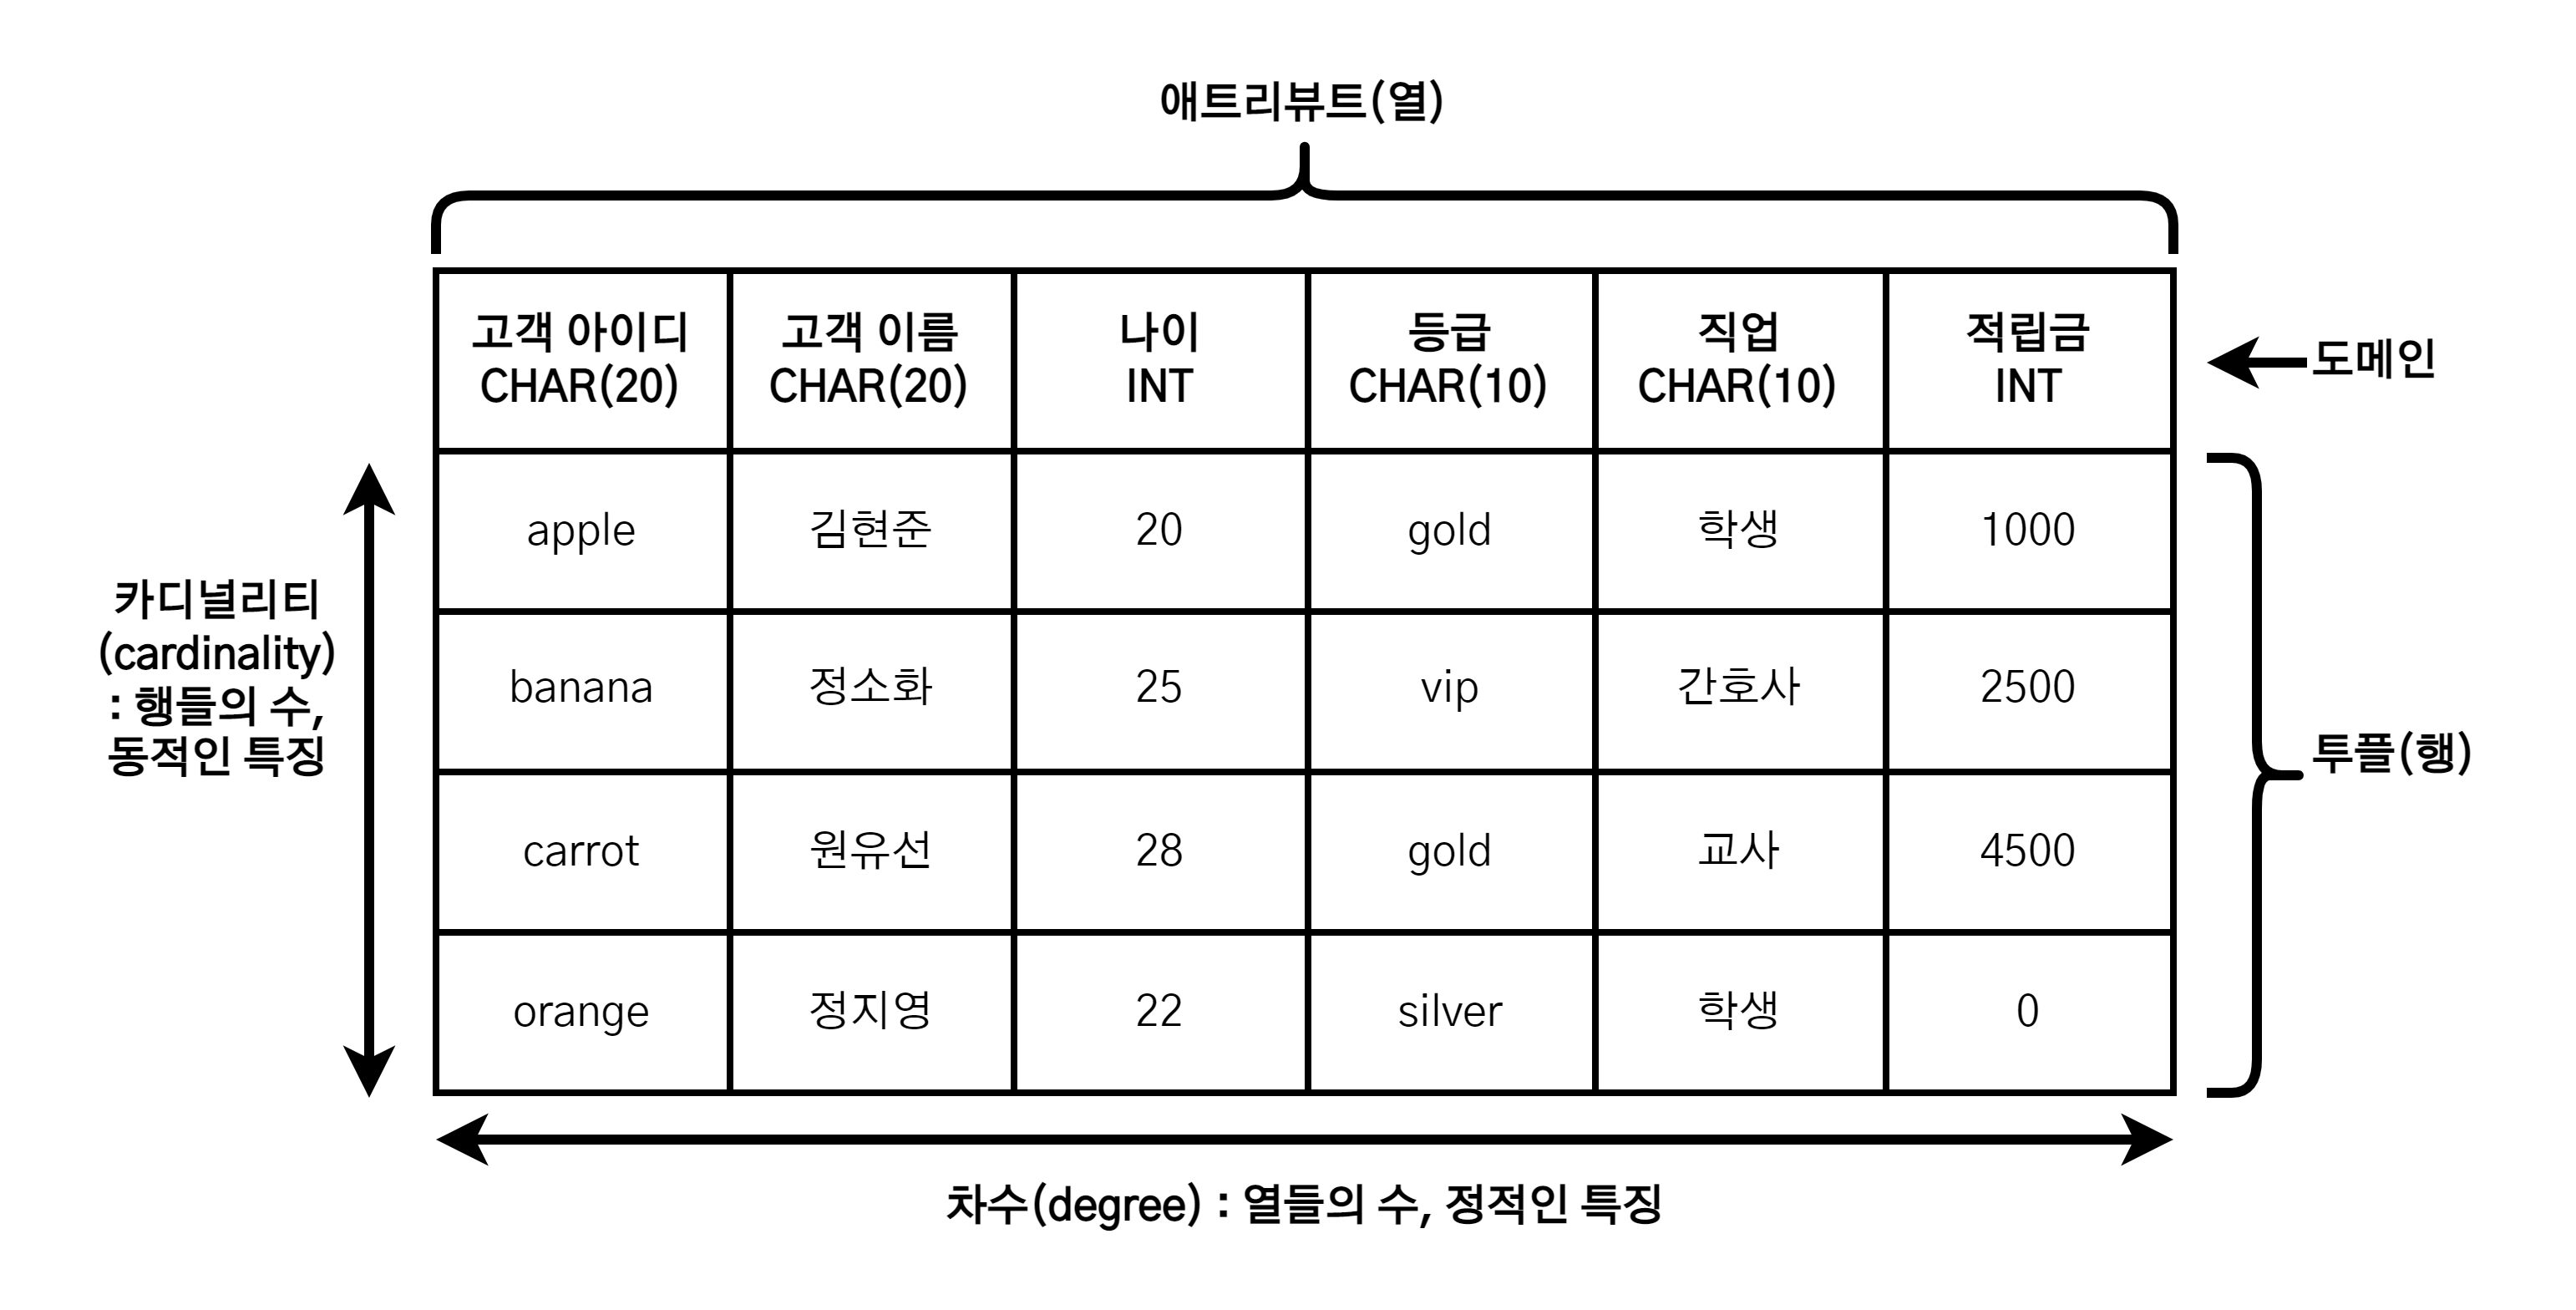 애트리뷰트(열)
고객 아이디 고객 이름 나이 등급 직업 적립금
CHAR(20) CHAR(20) INT CHAR(10) CHAR(10) INT
도메인
apple 김현준 20 gold 학생 1000
banana 정소화 25 vip 간호사 2500
carrot 원유선 28 gold 교사 4500
orange 정지영 22 silver 학생 0
카디널리티
(cardinality)
: 행들의 수,
동적인 특징
투플(행)
차수(degree) : 열들의 수, 정적인 특징